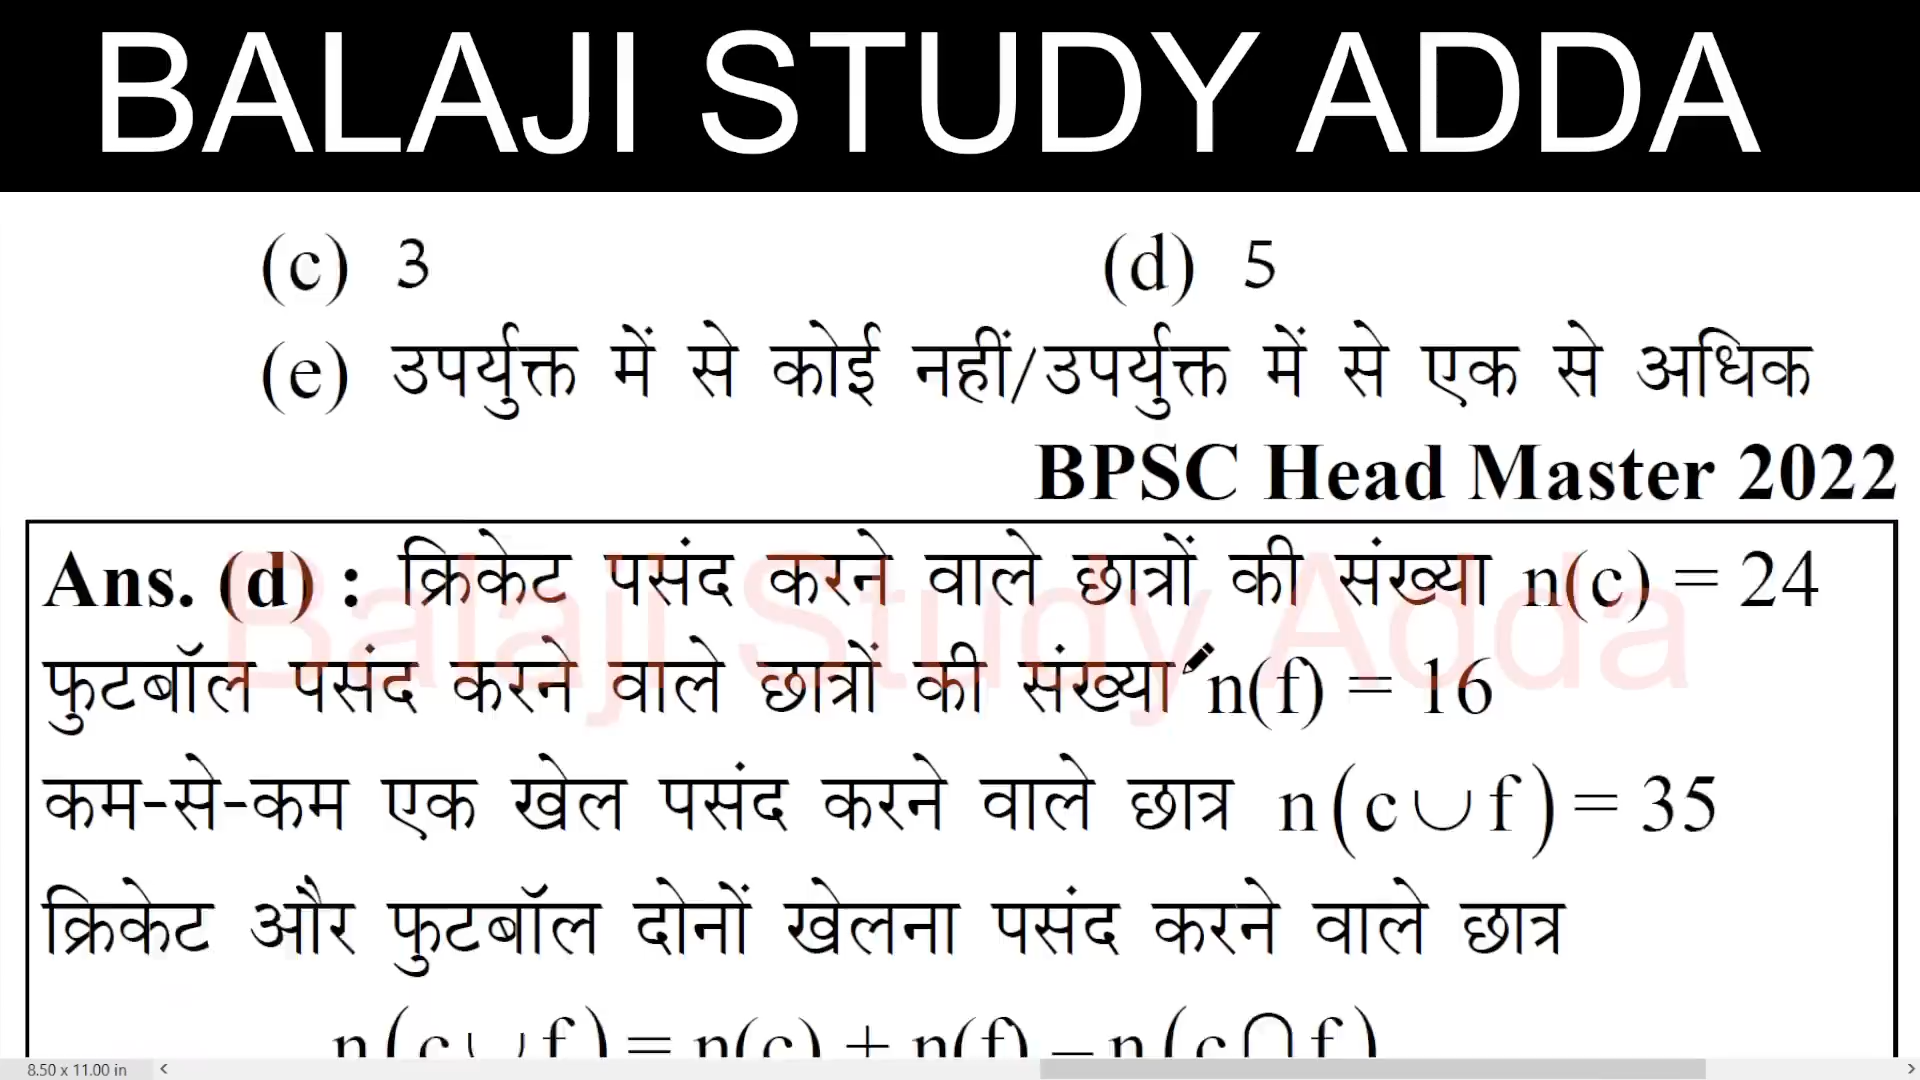 BALAJI STUDY ADDA
(c) 3 (d) 5
(e) उपर्युक्त में से कोई नहीं/उपर्युक्त में से एक से अधिक
BPSC Head Master 2022
Ans. (d) : क्रिकेट पसंद करने वाले छात्रों की संख्या n(c) = 24
Balaji Study Adda
फुटबॉल पसंद करने वाले छात्रों की संख्या n(f) = 16
कम-से-कम एक खेल पसंद करने वाले छात्र n(c∪f) = 35
क्रिकेट और फुटबॉल दोनों खेलना पसंद करने वाले छात्र
n(c∪f) = n(c) + n(f) – n(c∩f)
8.50 x 11.00 in